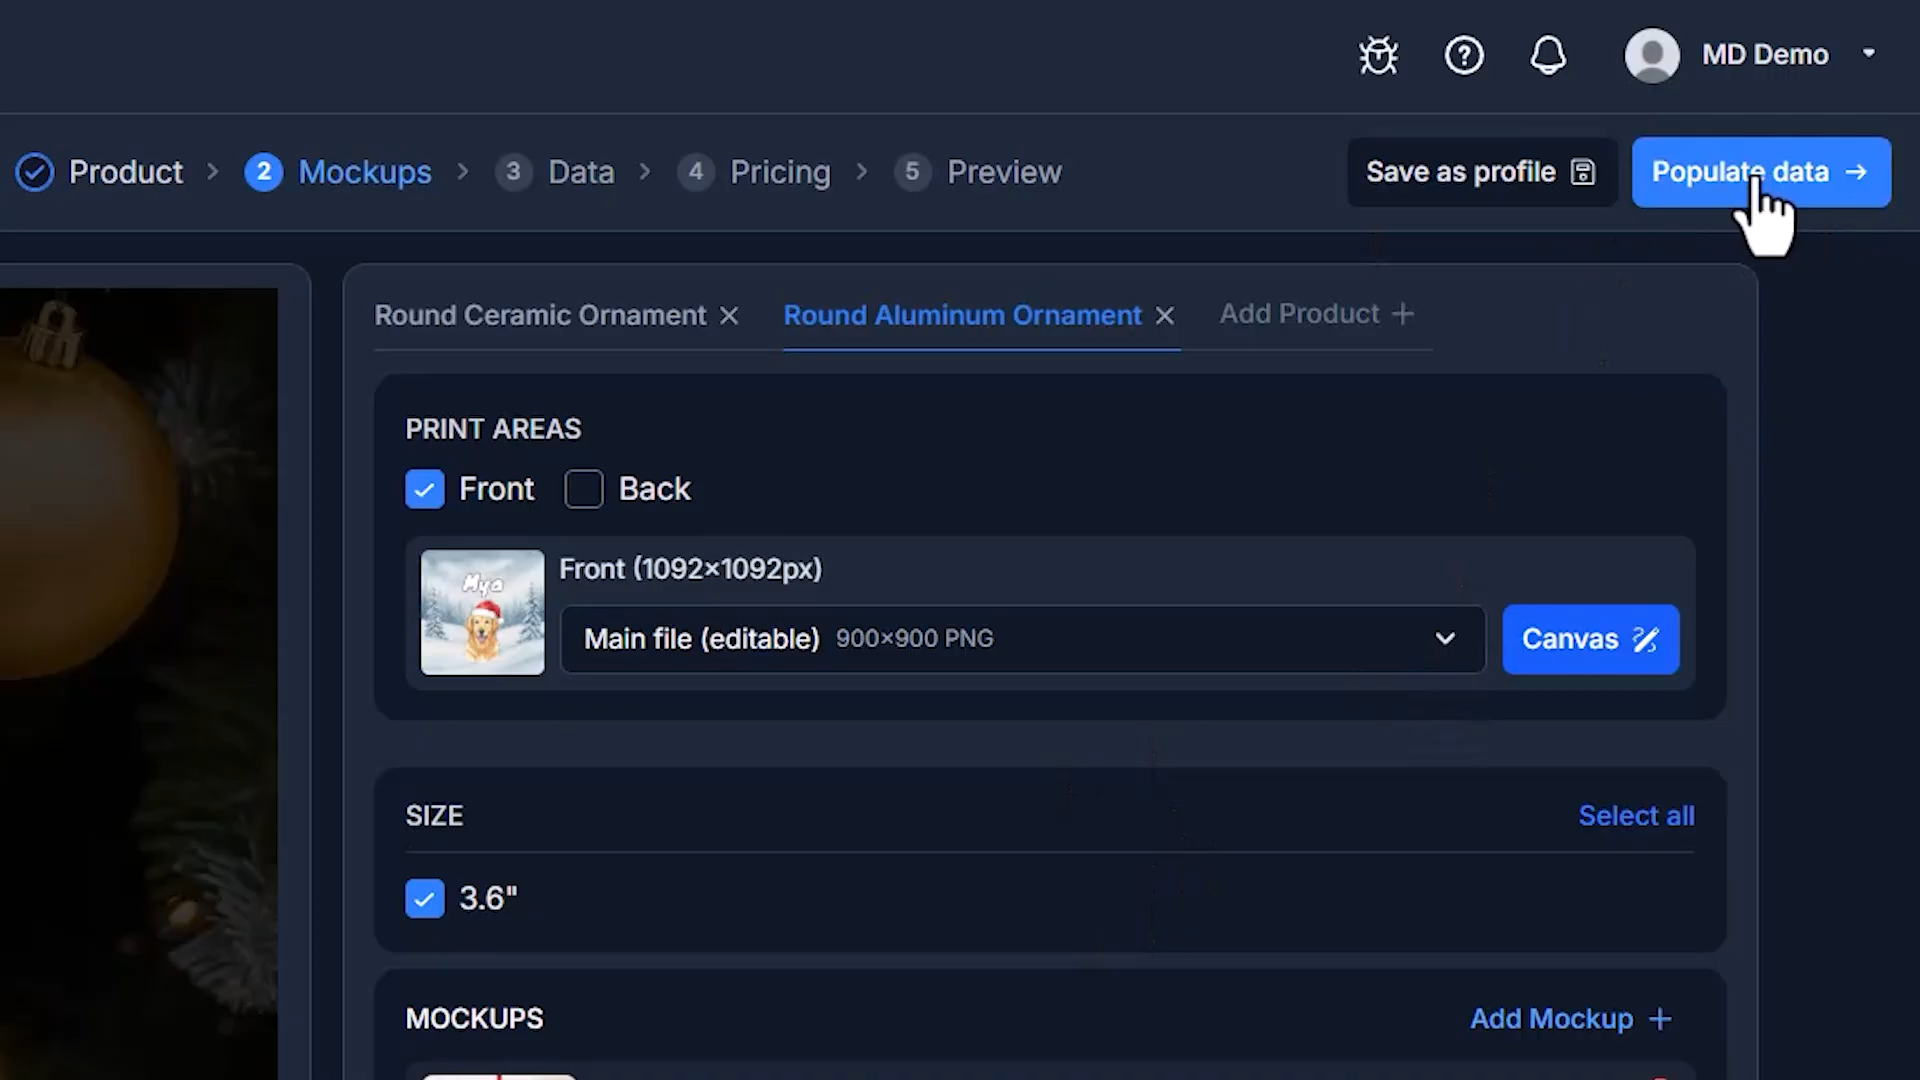 MD Demo
Product > 2 Mockups > 3 Data > 4 Pricing > 5 Preview
Save as profile
Populate data →
Round Ceramic Ornament ×
Round Aluminum Ornament ×
Add Product +
PRINT AREAS
Front
Back
Mya
Front (1092×1092px)
Main file (editable) 900×900 PNG
Canvas
SIZE
Select all
3.6"
MOCKUPS
Add Mockup +